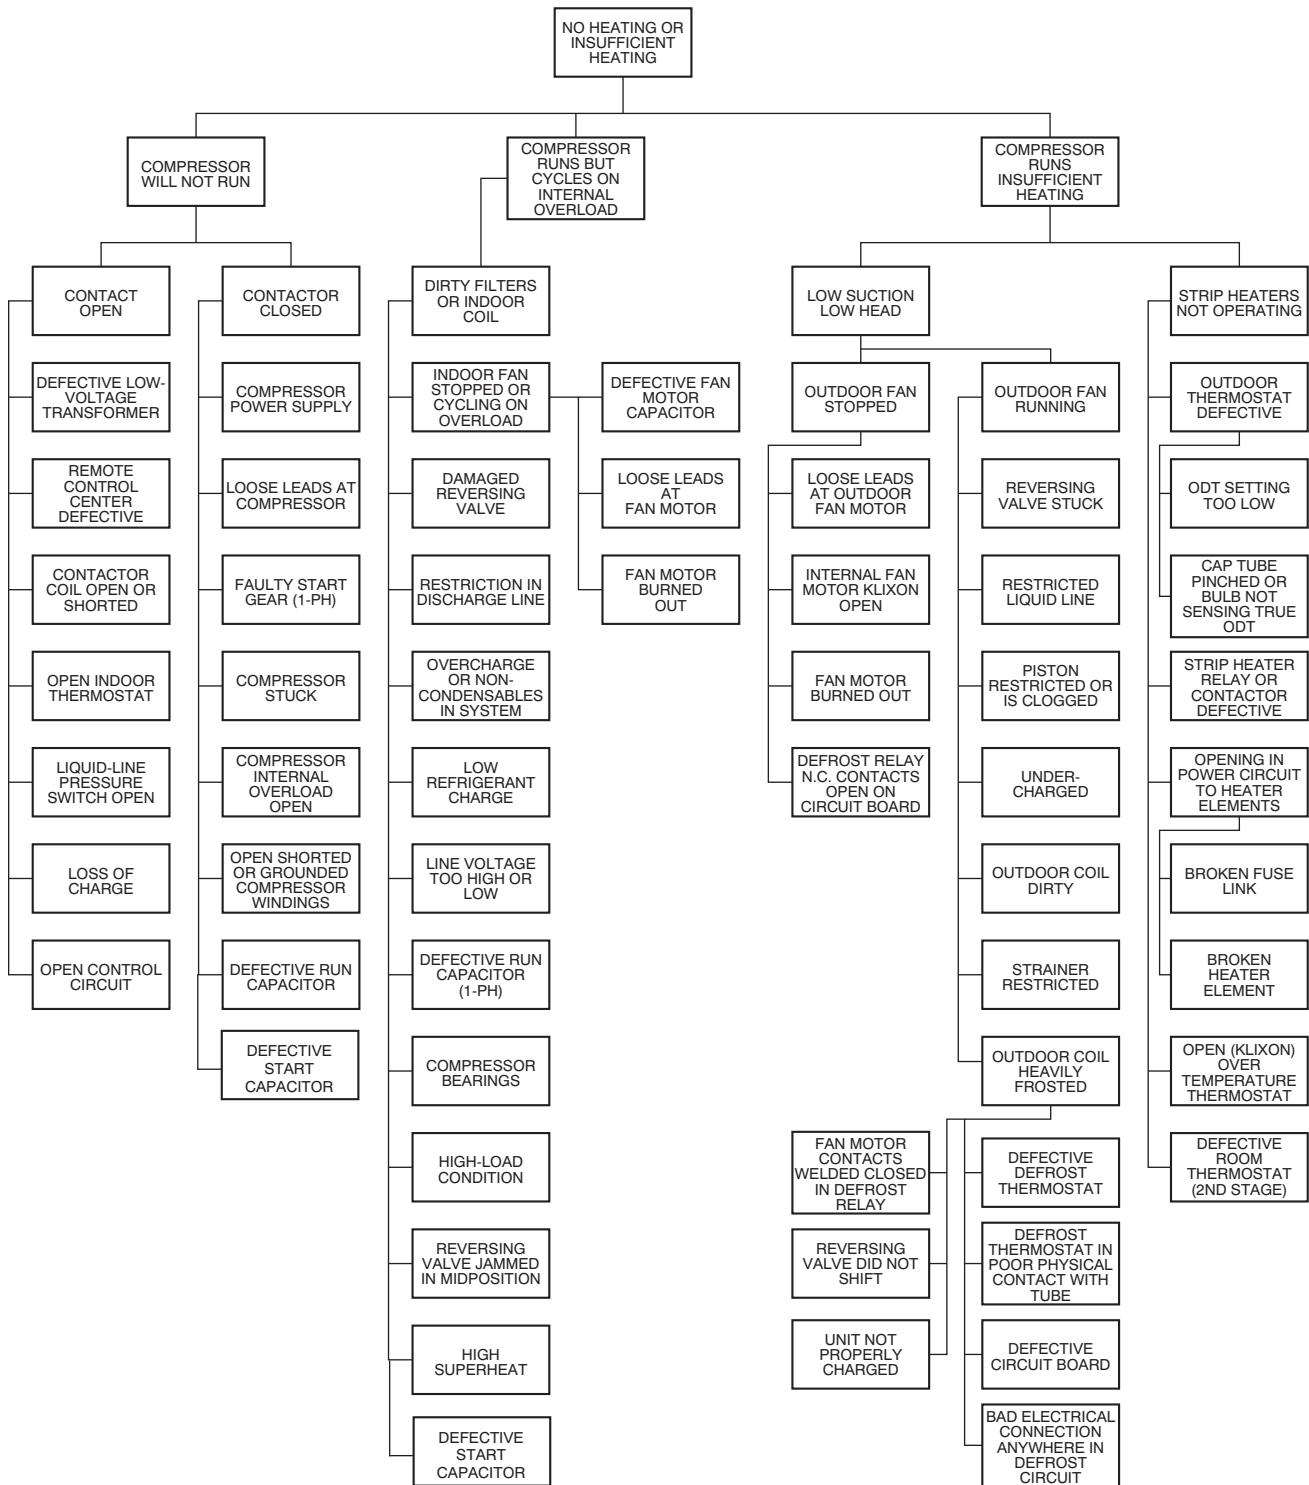 NO HEATING OR
INSUFFICIENT
HEATING
COMPRESSOR
WILL NOT RUN
COMPRESSOR
RUNS BUT
CYCLES ON
INTERNAL
OVERLOAD
COMPRESSOR
RUNS
INSUFFICIENT
HEATING
CONTACT
OPEN
DEFECTIVE LOW-
VOLTAGE
TRANSFORMER
REMOTE
CONTROL
CENTER
DEFECTIVE
CONTACTOR
COIL OPEN OR
SHORTED
OPEN INDOOR
THERMOSTAT
LIQUID-LINE
PRESSURE
SWITCH OPEN
LOSS OF
CHARGE
OPEN CONTROL
CIRCUIT
CONTACTOR
CLOSED
COMPRESSOR
POWER SUPPLY
LOOSE LEADS AT
COMPRESSOR
FAULTY START
GEAR (1-PH)
COMPRESSOR
STUCK
COMPRESSOR
INTERNAL
OVERLOAD
OPEN
OPEN SHORTED
OR GROUNDED
COMPRESSOR
WINDINGS
DEFECTIVE RUN
CAPACITOR
DEFECTIVE
START
CAPACITOR
DIRTY FILTERS
OR INDOOR
COIL
INDOOR FAN
STOPPED OR
CYCLING ON
OVERLOAD
DAMAGED
REVERSING
VALVE
RESTRICTION IN
DISCHARGE LINE
OVERCHARGE
OR NON-
CONDENSABLES
IN SYSTEM
LOW
REFRIGERANT
CHARGE
LINE VOLTAGE
TOO HIGH OR
LOW
DEFECTIVE RUN
CAPACITOR
(1-PH)
COMPRESSOR
BEARINGS
HIGH-LOAD
CONDITION
REVERSING
VALVE JAMMED
IN MIDPOSITION
HIGH
SUPERHEAT
DEFECTIVE
START
CAPACITOR
DEFECTIVE FAN
MOTOR
CAPACITOR
LOOSE LEADS
AT
FAN MOTOR
FAN MOTOR
BURNED
OUT
LOW SUCTION
LOW HEAD
OUTDOOR FAN
STOPPED
LOOSE LEADS
AT OUTDOOR
FAN MOTOR
INTERNAL FAN
MOTOR KLIXON
OPEN
FAN MOTOR
BURNED OUT
DEFROST RELAY
N.C. CONTACTS
OPEN ON
CIRCUIT BOARD
OUTDOOR FAN
RUNNING
REVERSING
VALVE STUCK
RESTRICTED
LIQUID LINE
PISTON
RESTRICTED OR
IS CLOGGED
UNDER-
CHARGED
OUTDOOR COIL
DIRTY
STRAINER
RESTRICTED
OUTDOOR COIL
HEAVILY
FROSTED
FAN MOTOR
CONTACTS
WELDED CLOSED
IN DEFROST
RELAY
REVERSING
VALVE DID NOT
SHIFT
UNIT NOT
PROPERLY
CHARGED
DEFECTIVE
DEFROST
THERMOSTAT
DEFROST
THERMOSTAT IN
POOR PHYSICAL
CONTACT WITH
TUBE
DEFECTIVE
CIRCUIT BOARD
BAD ELECTRICAL
CONNECTION
ANYWHERE IN
DEFROST
CIRCUIT
STRIP HEATERS
NOT OPERATING
OUTDOOR
THERMOSTAT
DEFECTIVE
ODT SETTING
TOO LOW
CAP TUBE
PINCHED OR
BULB NOT
SENSING TRUE
ODT
STRIP HEATER
RELAY OR
CONTACTOR
DEFECTIVE
OPENING IN
POWER CIRCUIT
TO HEATER
ELEMENTS
BROKEN FUSE
LINK
BROKEN
HEATER
ELEMENT
OPEN (KLIXON)
OVER
TEMPERATURE
THERMOSTAT
DEFECTIVE
ROOM
THERMOSTAT
(2ND STAGE)